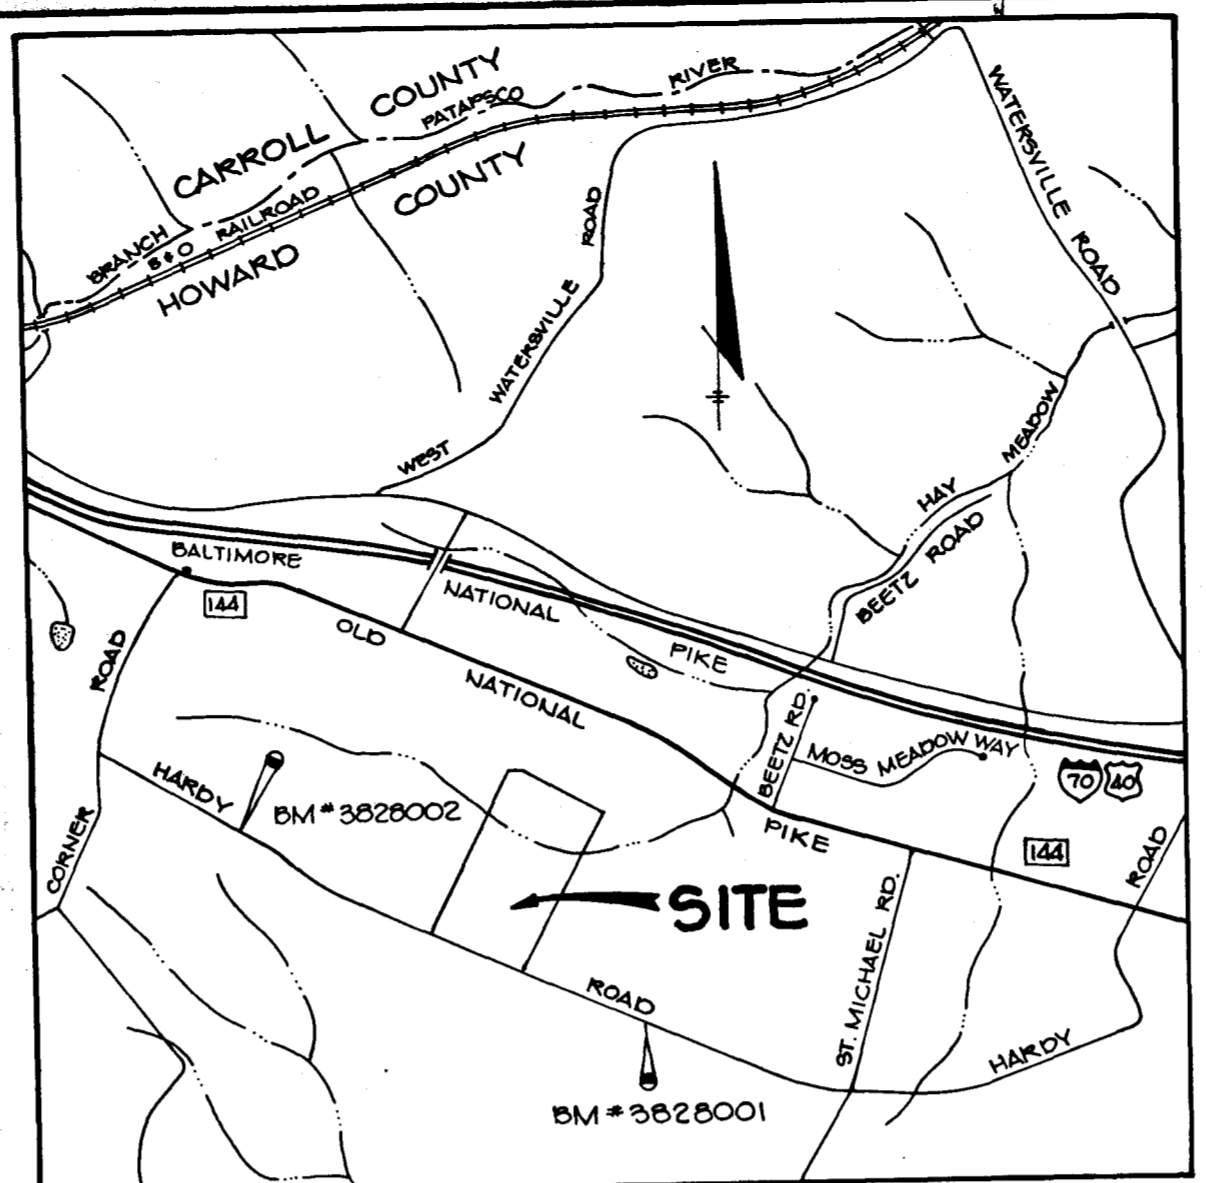 CARROLL COUNTY
PATAPSCO RIVER
BRANCH
B & O RAILROAD
HOWARD COUNTY
WATERSVILLE ROAD
WEST WATERSVILLE ROAD
HAY MEADOW
BEETZ ROAD
BALTIMORE NATIONAL PIKE
144
OLD NATIONAL PIKE
BEETZ RD.
MOSS MEADOW WAY
70 40
144
CORNER ROAD
HARDY ROAD
BM #3828002
SITE
ST. MICHAEL RD.
HARDY ROAD
BM #3828001